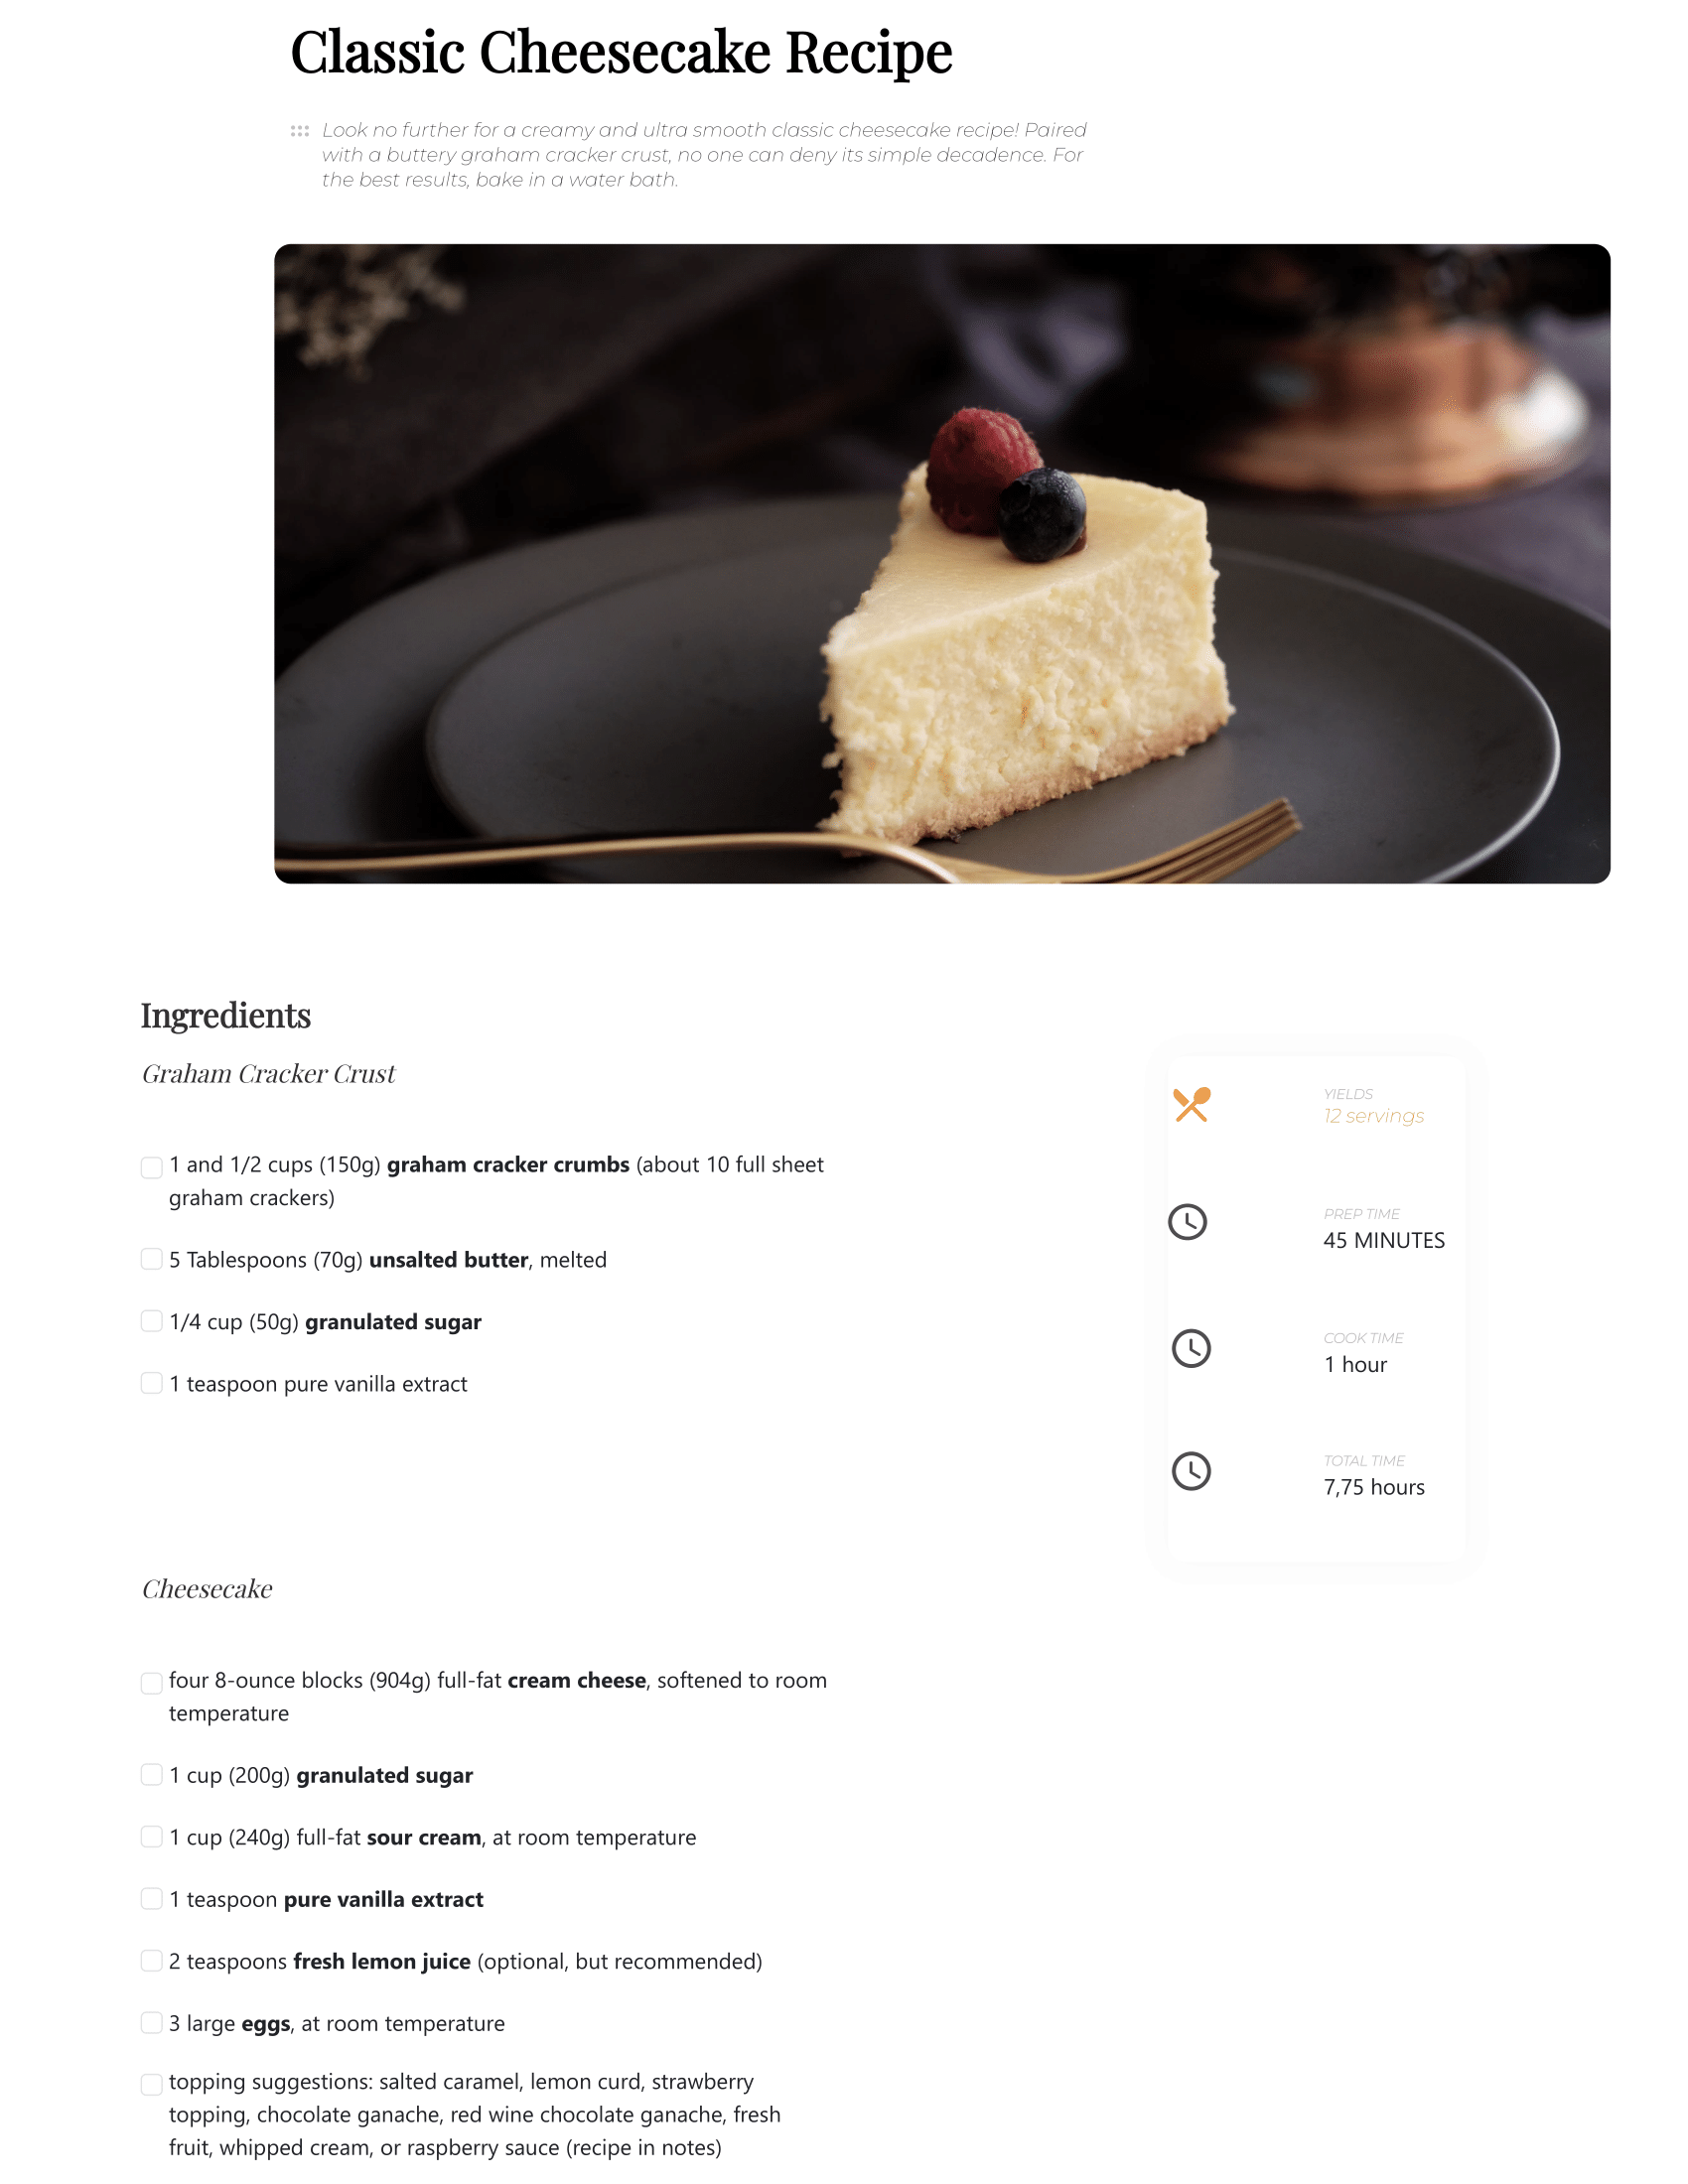 Classic Cheesecake Recipe
Look no further for a creamy and ultra smooth classic cheesecake recipe! Paired
with a buttery graham cracker crust, no one can deny its simple decadence. For
the best results, bake in a water bath.
Ingredients
Graham Cracker Crust
1 and 1/2 cups (150g) graham cracker crumbs (about 10 full sheet
graham crackers)
5 Tablespoons (70g) unsalted butter, melted
1/4 cup (50g) granulated sugar
1 teaspoon pure vanilla extract
YIELDS
12 servings
PREP TIME
45 MINUTES
COOK TIME
1 hour
TOTAL TIME
7,75 hours
Cheesecake
four 8-ounce blocks (904g) full-fat cream cheese, softened to room
temperature
1 cup (200g) granulated sugar
1 cup (240g) full-fat sour cream, at room temperature
1 teaspoon pure vanilla extract
2 teaspoons fresh lemon juice (optional, but recommended)
3 large eggs, at room temperature
topping suggestions: salted caramel, lemon curd, strawberry
topping, chocolate ganache, red wine chocolate ganache, fresh
fruit, whipped cream, or raspberry sauce (recipe in notes)